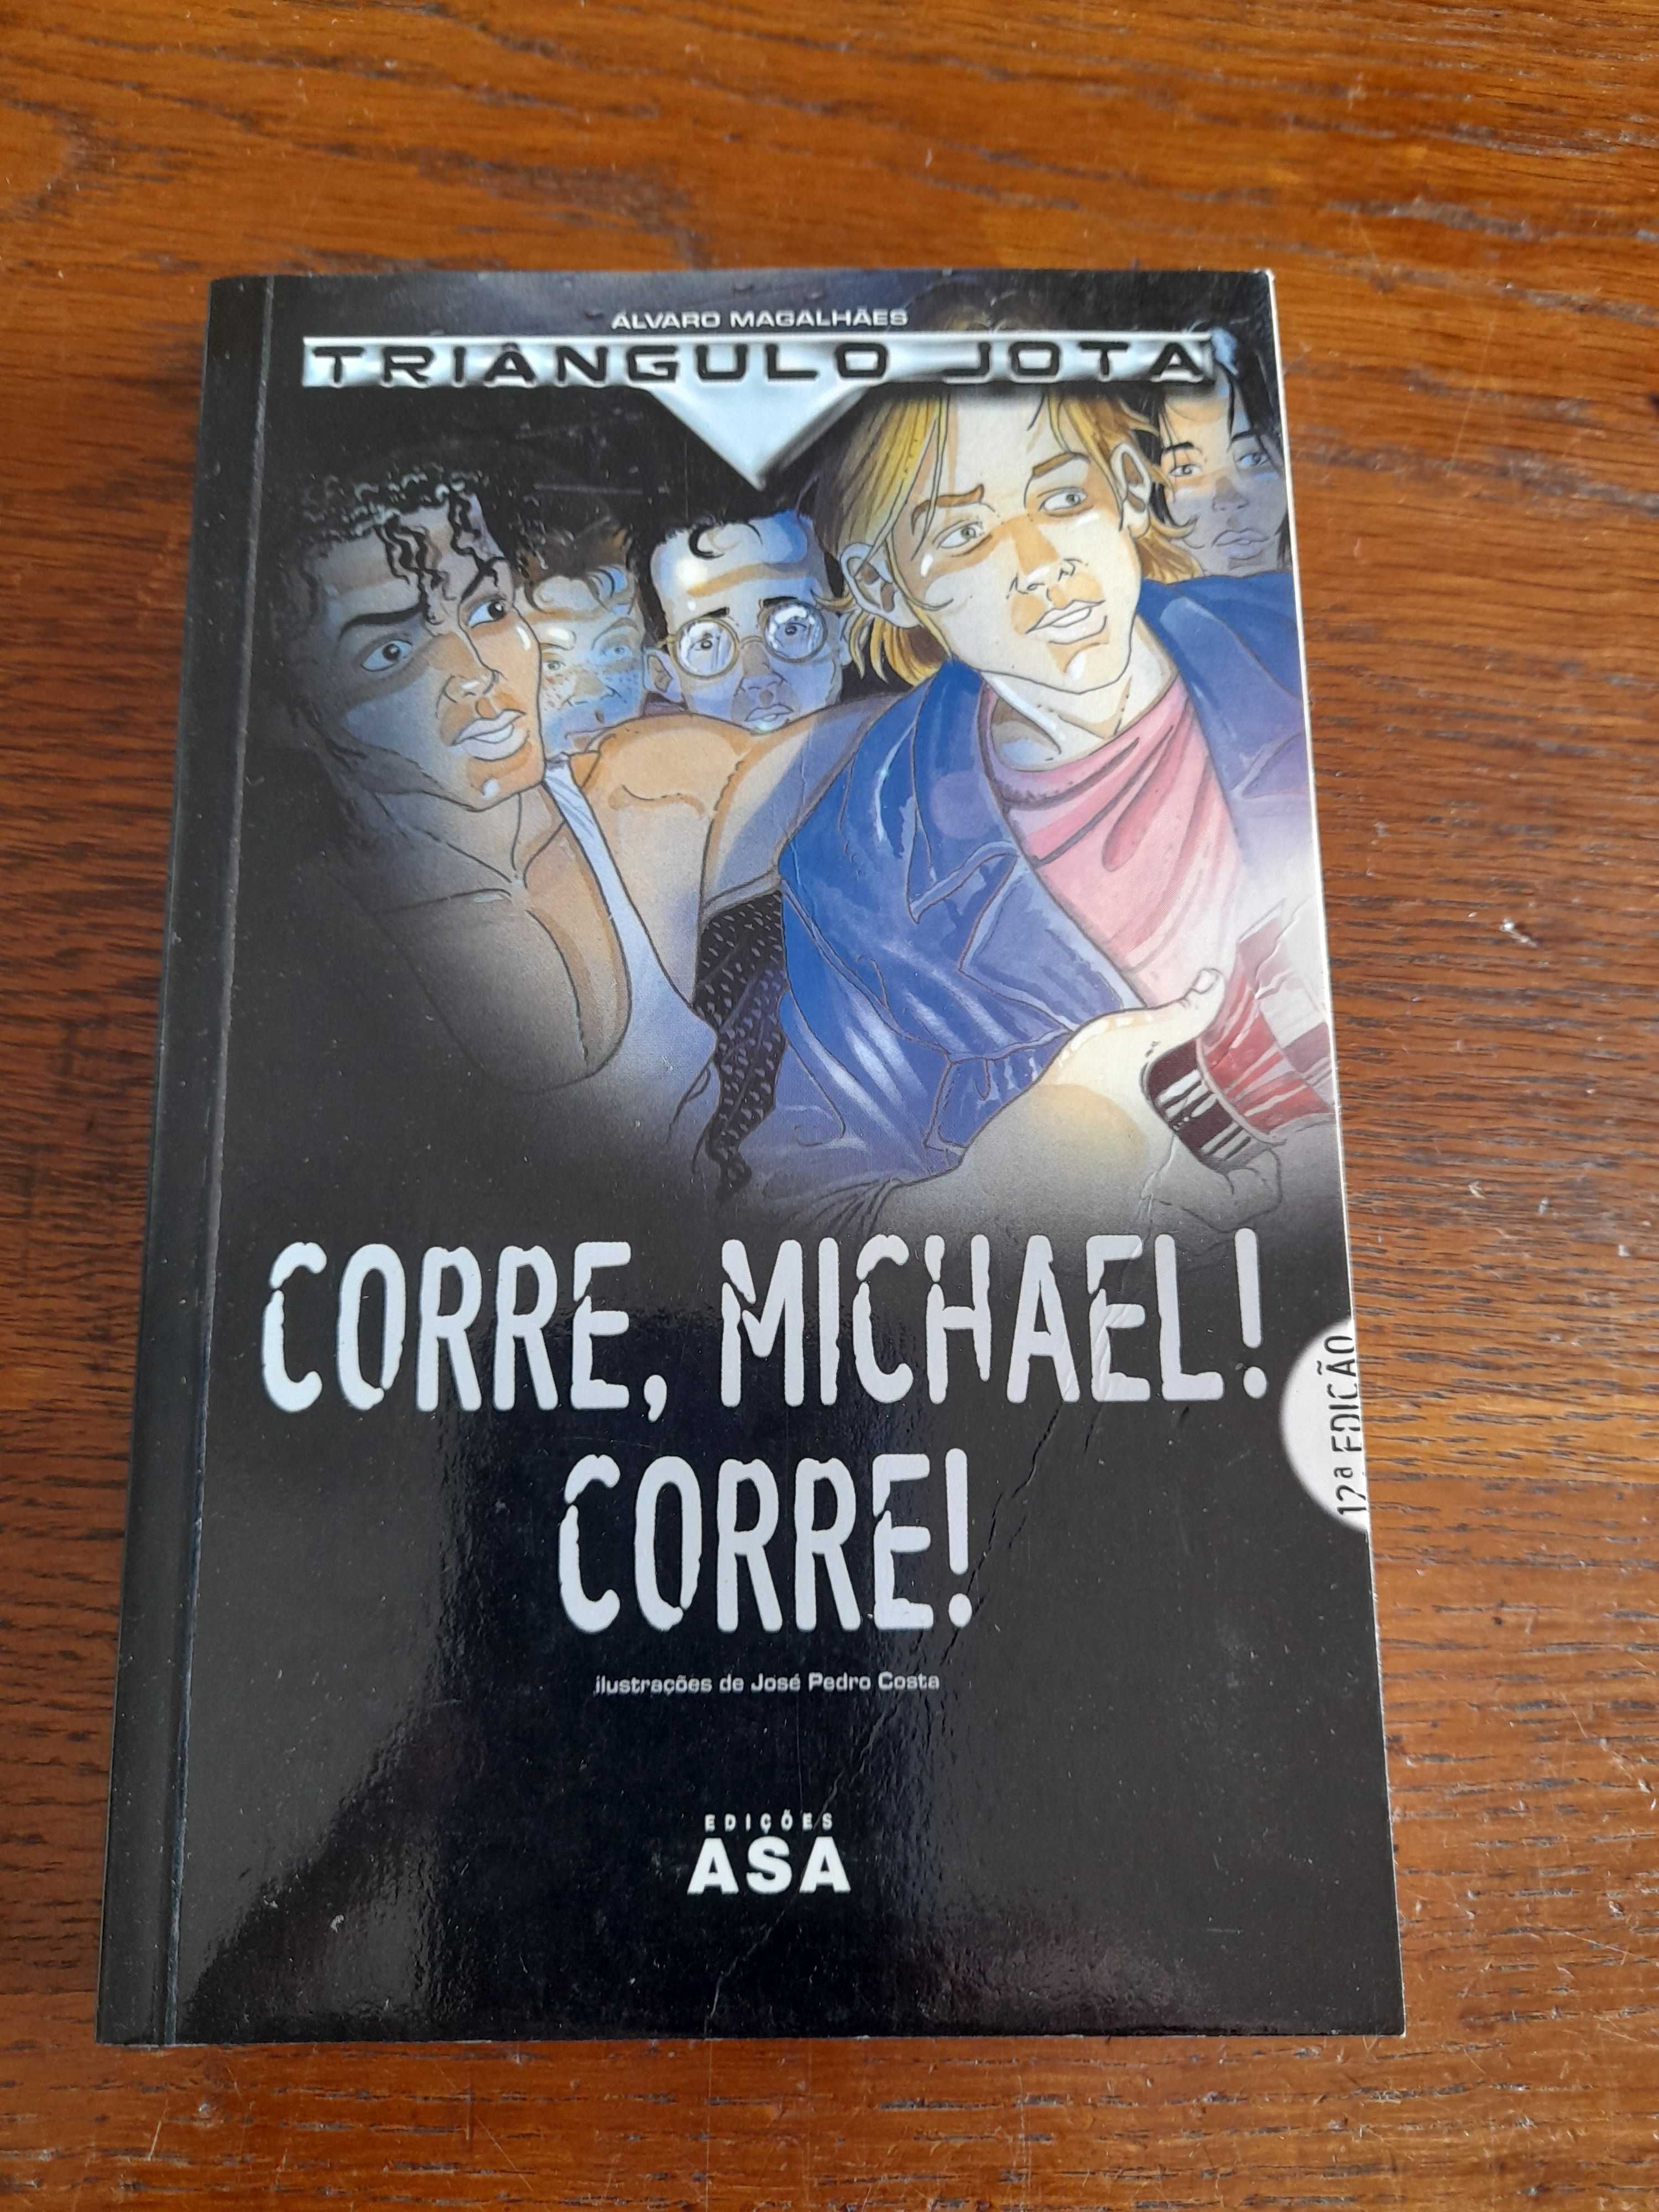 ÁLVARO MAGALHÃES
TRIÂNGULO JOTA
CORRE, MICHAEL!
CORRE!
12ª EDIÇÃO
ilustrações de José Pedro Costa
EDIÇÕES
ASA